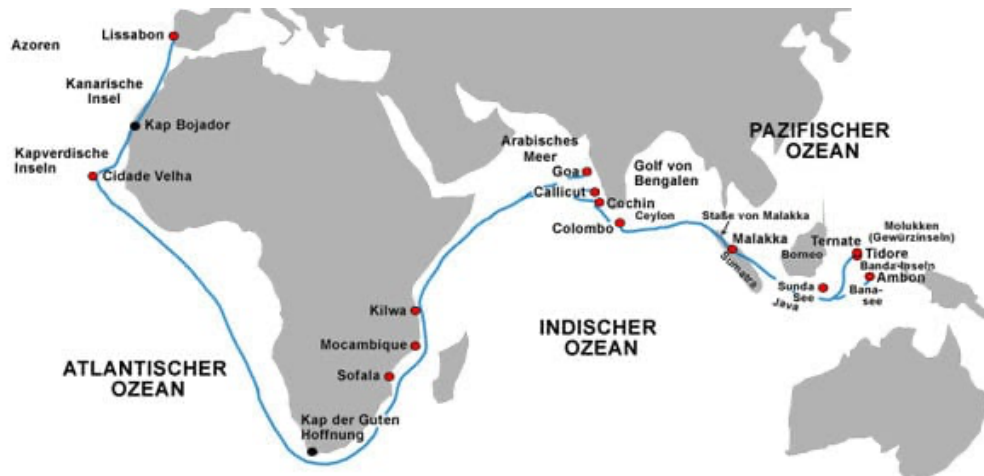 Lissabon
Azoren
Kanarische
Insel
Kap Bojador
Kapverdische
Inseln
Cidade Velha
Arabisches
Meer
Goa
Callicut
Cochin
Colombo
Ceylon
Golf von
Bengalen
PAZIFISCHER
OZEAN
Staße von Malakka
Malakka
Sumatra
Borneo
Ternate
Molukken
(Gewürzinseln)
Tidore
Banda-Inseln
Ambon
Sunda
See
Java
Bana-
see
Kilwa
Mocambique
Sofala
INDISCHER
OZEAN
ATLANTISCHER
OZEAN
Kap der Guten
Hoffnung